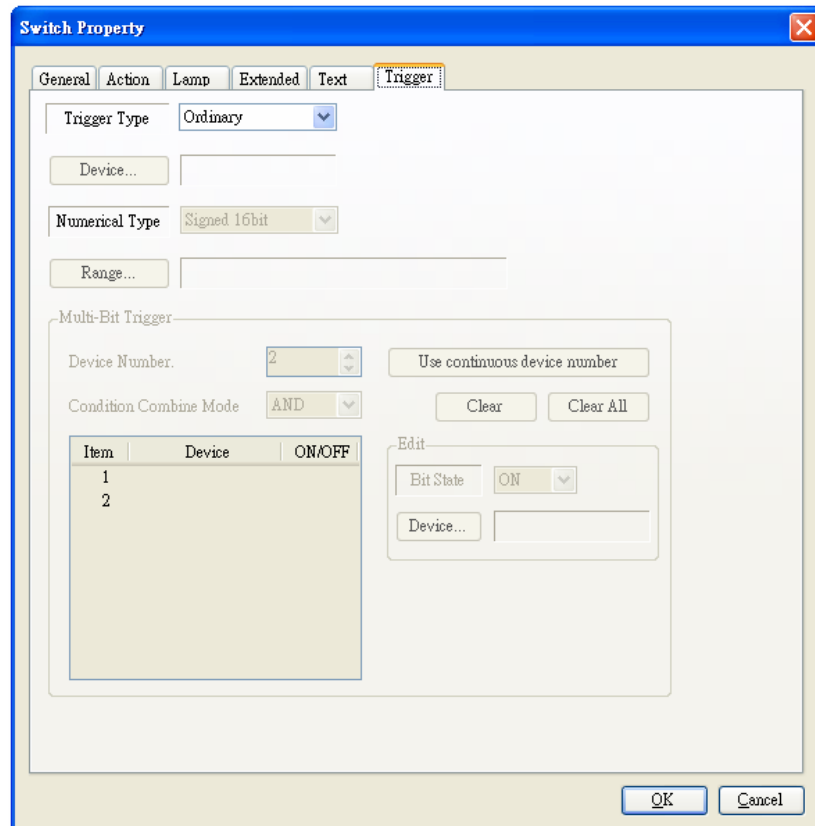 Switch Property
General Action Lamp Extended Text Trigger
Trigger Type Ordinary
Device...
Numerical Type Signed 16bit
Range...
Multi-Bit Trigger
Device Number. 2 Use continuous device number
Condition Combine Mode AND Clear Clear All
Item Device ON/OFF Edit
1 Bit State ON
2
Device...
OK Cancel